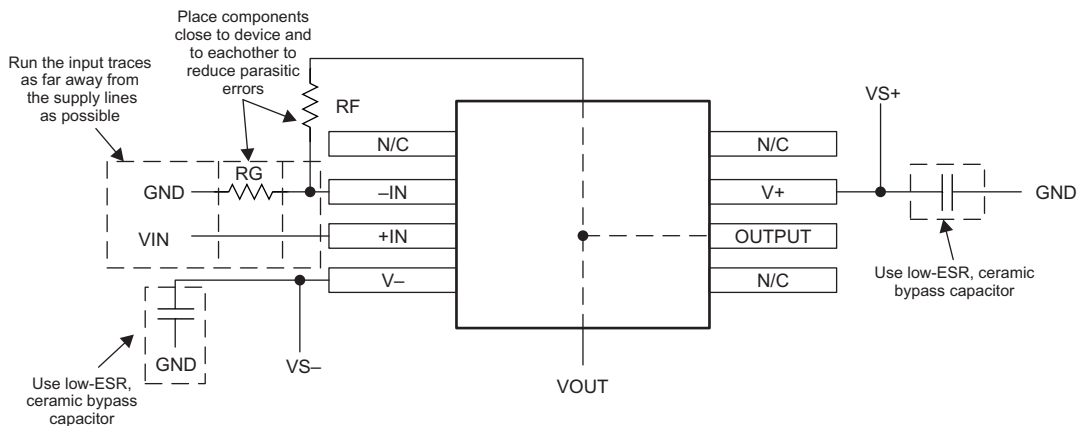 Place components
close to device and
to eachother to
reduce parasitic
errors
Run the input traces
as far away from
the supply lines
as possible
RF
VS+
N/C
N/C
RG
GND
–IN
V+
GND
VIN
+IN
OUTPUT
V–
N/C
Use low-ESR, ceramic
bypass capacitor
GND
VS–
VOUT
Use low-ESR,
ceramic bypass
capacitor